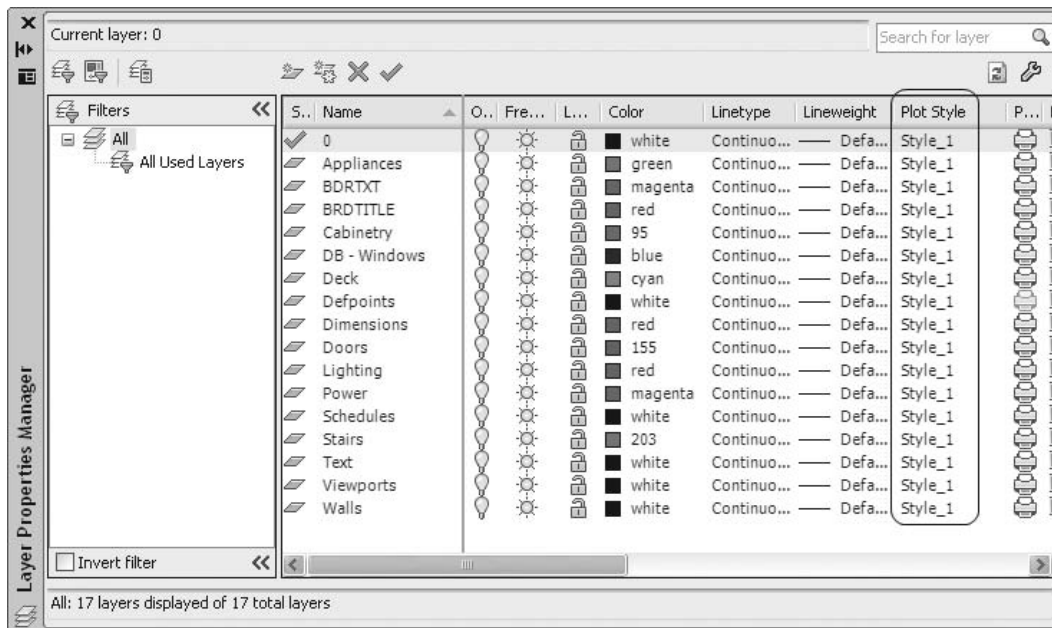 Current layer: 0
Search for layer
Filters
All
All Used Layers
Invert filter
S.. Name O.. Fre... L... Color Linetype Lineweight Plot Style P...
0 white Continuo... Defa... Style_1
Appliances green Continuo... Defa... Style_1
BDRTXT magenta Continuo... Defa... Style_1
BRDTITLE red Continuo... Defa... Style_1
Cabinetry 95 Continuo... Defa... Style_1
DB - Windows blue Continuo... Defa... Style_1
Deck cyan Continuo... Defa... Style_1
Defpoints white Continuo... Defa... Style_1
Dimensions red Continuo... Defa... Style_1
Doors 155 Continuo... Defa... Style_1
Lighting red Continuo... Defa... Style_1
Power magenta Continuo... Defa... Style_1
Schedules white Continuo... Defa... Style_1
Stairs 203 Continuo... Defa... Style_1
Text white Continuo... Defa... Style_1
Viewports white Continuo... Defa... Style_1
Walls white Continuo... Defa... Style_1
All: 17 layers displayed of 17 total layers
Layer Properties Manager